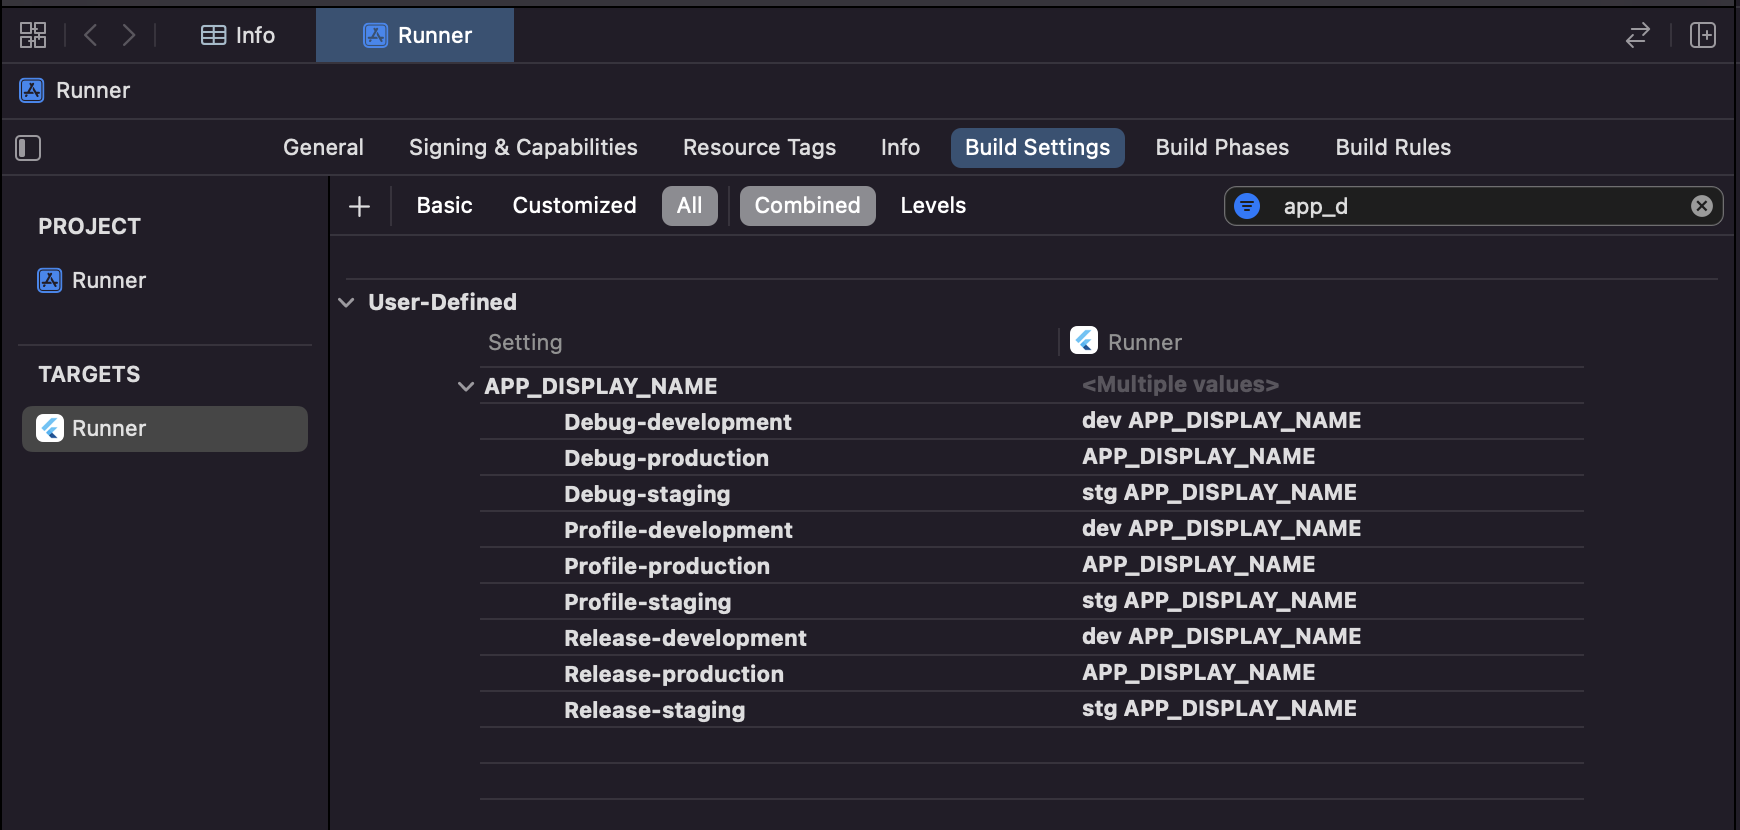 Info
Runner
Runner
General Signing & Capabilities Resource Tags Info Build Settings Build Phases Build Rules
PROJECT
Runner
TARGETS
Runner
Basic Customized All Combined Levels app_d
User-Defined
Setting Runner
APP_DISPLAY_NAME <Multiple values>
Debug-development dev APP_DISPLAY_NAME
Debug-production APP_DISPLAY_NAME
Debug-staging stg APP_DISPLAY_NAME
Profile-development dev APP_DISPLAY_NAME
Profile-production APP_DISPLAY_NAME
Profile-staging stg APP_DISPLAY_NAME
Release-development dev APP_DISPLAY_NAME
Release-production APP_DISPLAY_NAME
Release-staging stg APP_DISPLAY_NAME